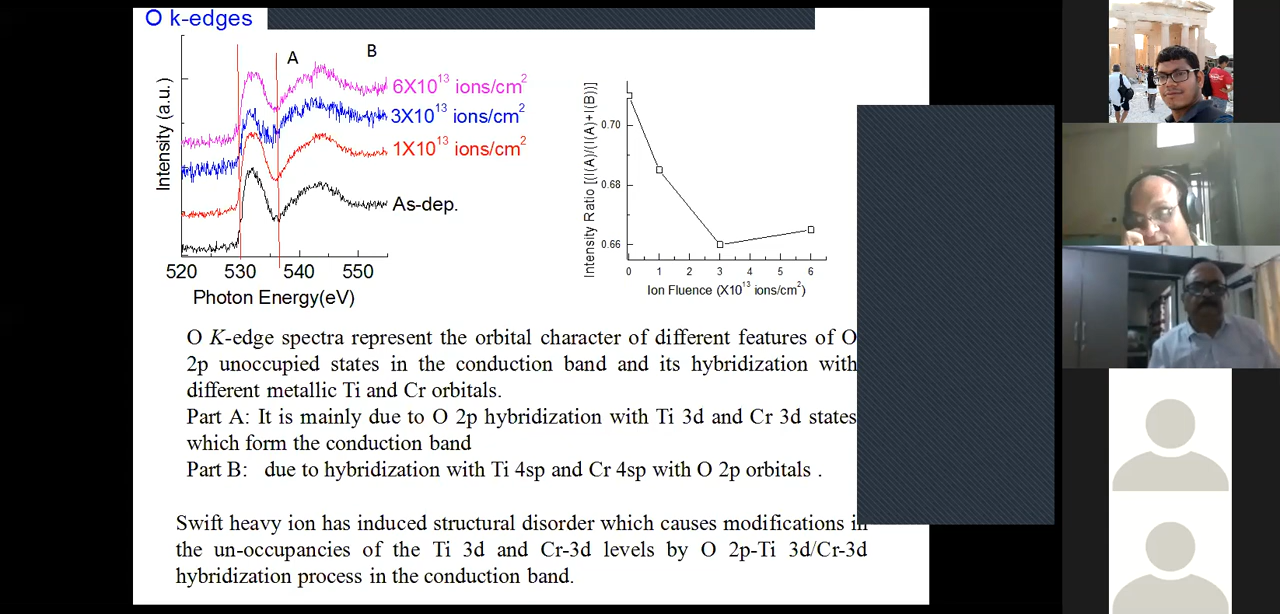 O k-edges
A
B
6X10¹³ ions/cm²
3X10¹³ ions/cm²
1X10¹³ ions/cm²
As-dep.
Intensity (a.u.)
520 530 540 550
Photon Energy(eV)
Intensity Ratio [(I(A)/(I(A)+(B))]
0.70
0.68
0.66
0 1 2 3 4 5 6
Ion Fluence (X10¹³ ions/cm²)
O K-edge spectra represent the orbital character of different features of O
2p unoccupied states in the conduction band and its hybridization with
different metallic Ti and Cr orbitals.
Part A: It is mainly due to O 2p hybridization with Ti 3d and Cr 3d states
which form the conduction band
Part B: due to hybridization with Ti 4sp and Cr 4sp with O 2p orbitals .
Swift heavy ion has induced structural disorder which causes modifications in
the un-occupancies of the Ti 3d and Cr-3d levels by O 2p-Ti 3d/Cr-3d
hybridization process in the conduction band.